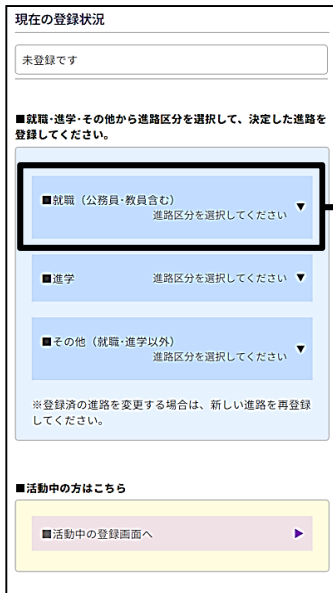 現在の登録状況
未登録です
■就職･進学･その他から進路区分を選択して、決定した進路を
登録してください。
■就職（公務員･教員含む）
進路区分を選択してください ▼
■進学 進路区分を選択してください ▼
■その他（就職･進学以外）
進路区分を選択してください ▼
※登録済の進路を変更する場合は、新しい進路を再登録
してください。
■活動中の方はこちら
■活動中の登録画面へ ▶